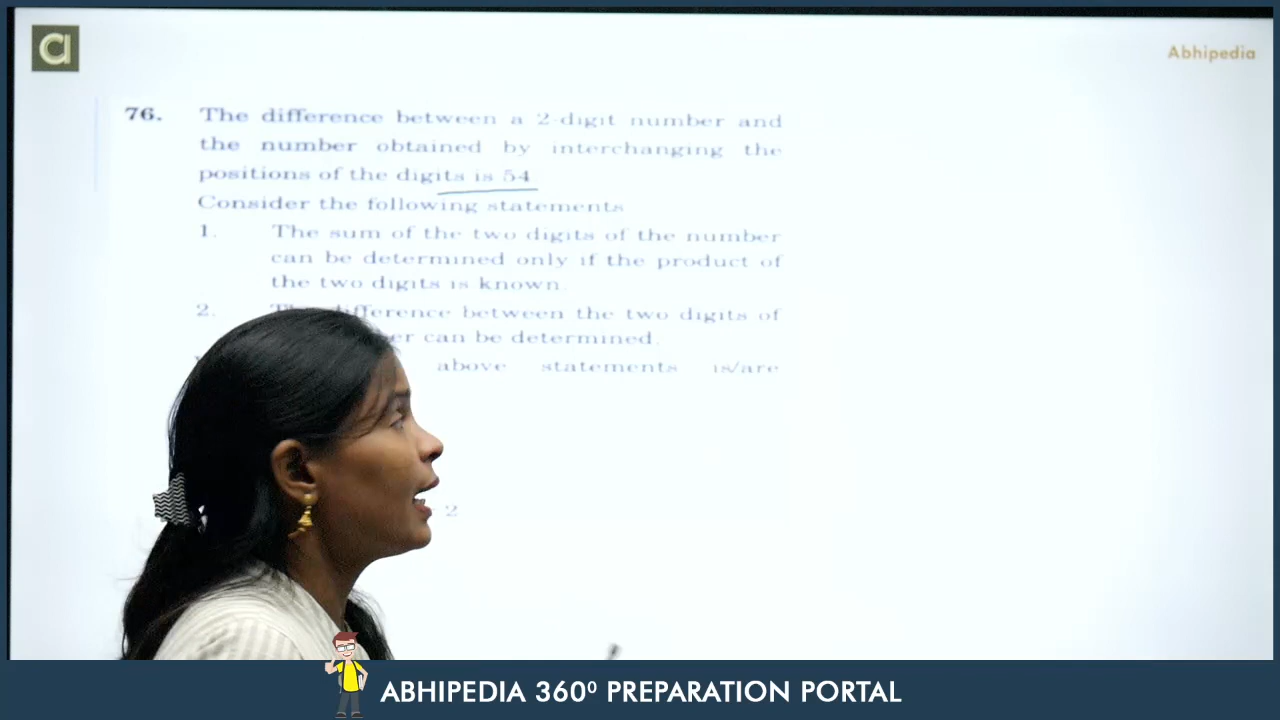 Abhipedia
76. The difference between a 2-digit number and
the number obtained by interchanging the
positions of the digits is 54
Consider the following statements
1. The sum of the two digits of the number
can be determined only if the product of
the two digits is known.
2. The difference between the two digits of
can be determined.
above statements is/are
2
ABHIPEDIA 360⁰ PREPARATION PORTAL